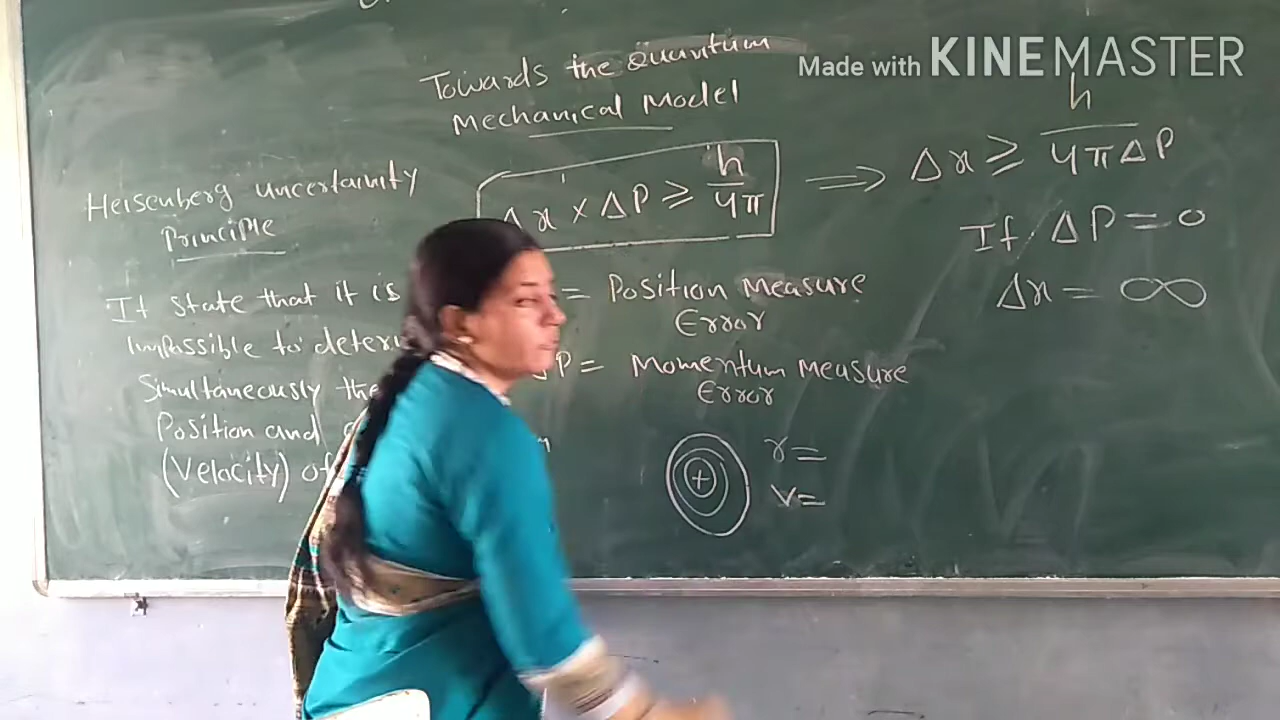 Towards the Quantum
Mechanical Model
Made with KINEMASTER
Heisenberg uncertainity
Principle
Δx × ΔP ≥ h/4π
⇒ Δx ≥ h/4πΔP
If ΔP = 0
Δx = ∞
It state that it is
impossible to
Simultaneously the
Position and
(Velocity) of
= Position Measure
Error
ΔP = Momentum measure
Error
+
r =
v =